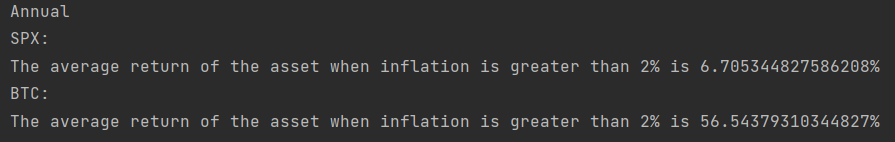 Annual
SPX:
The average return of the asset when inflation is greater than 2% is 6.705344827586208%
BTC:
The average return of the asset when inflation is greater than 2% is 56.54379310344827%